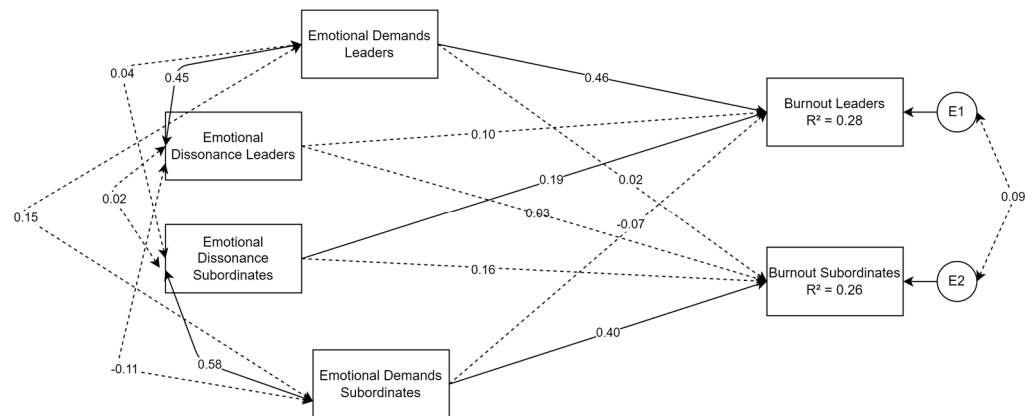 Emotional Demands
Leaders
0.04
0.45
0.46
Burnout Leaders
R² = 0.28
E1
Emotional
Dissonance Leaders
0.10
0.19
0.02
0.02
0.15
0.03
-0.07
0.09
Emotional
Dissonance
Subordinates
0.16
Burnout Subordinates
R² = 0.26
E2
0.40
-0.11
0.58
Emotional Demands
Subordinates